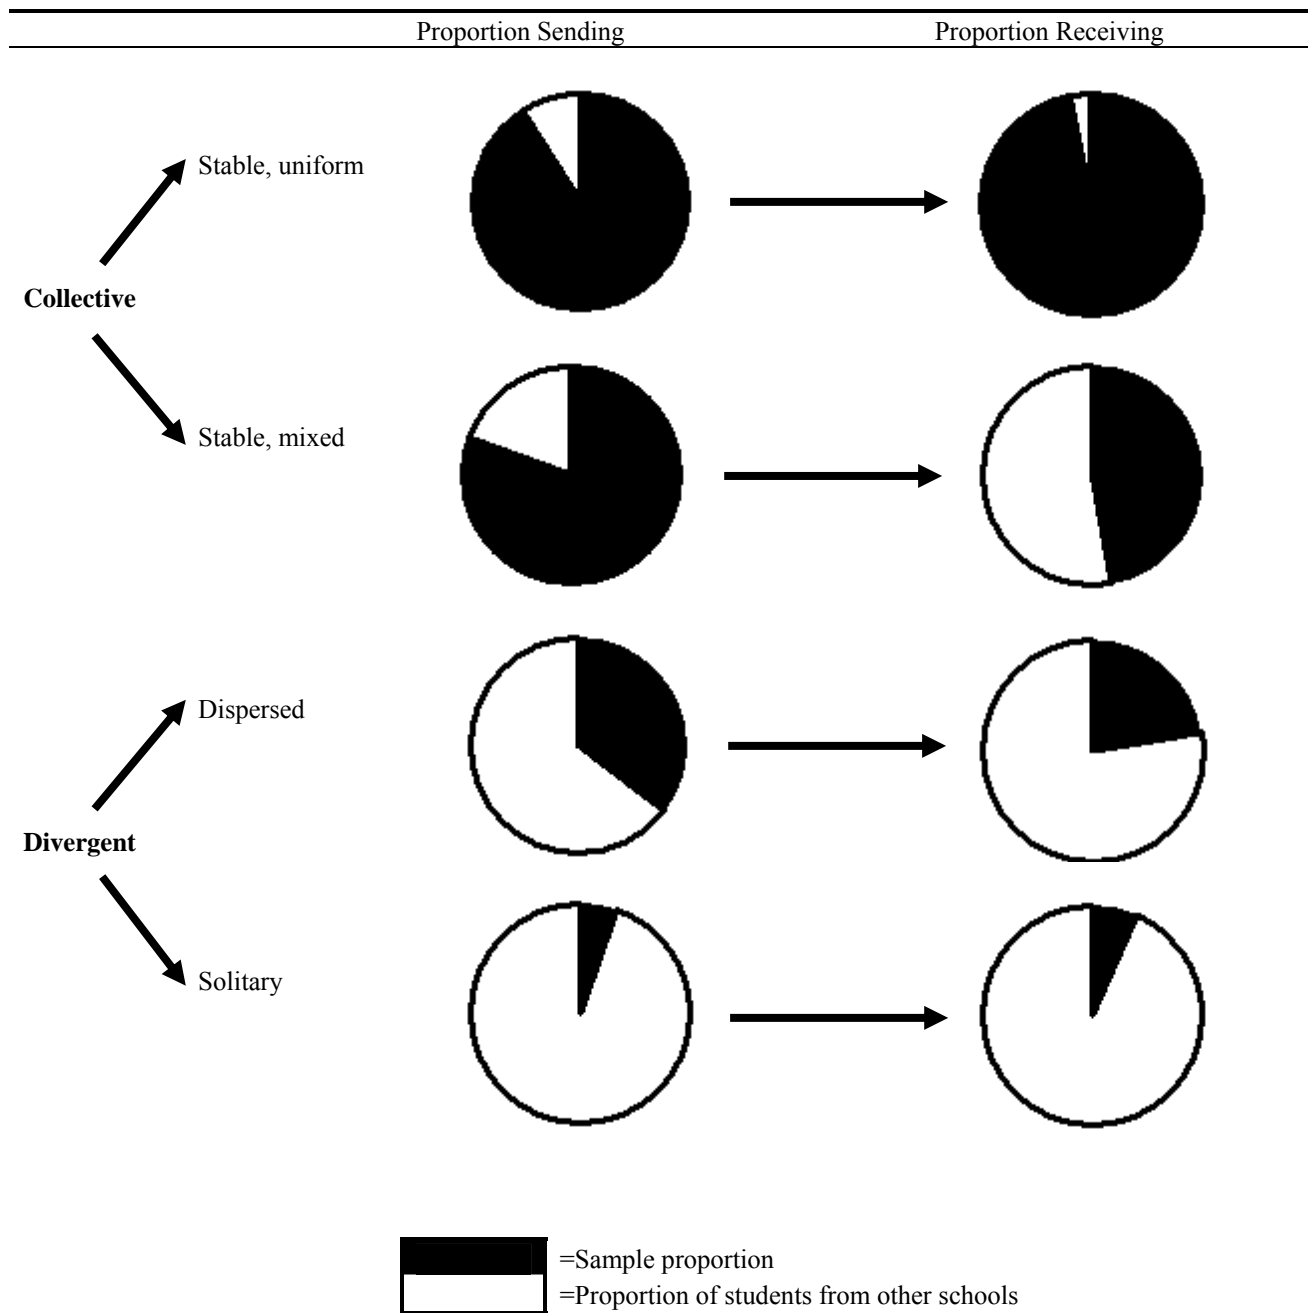 Proportion Sending Proportion Receiving
Stable, uniform
Collective
Stable, mixed
Dispersed
Divergent
Solitary
=Sample proportion
=Proportion of students from other schools